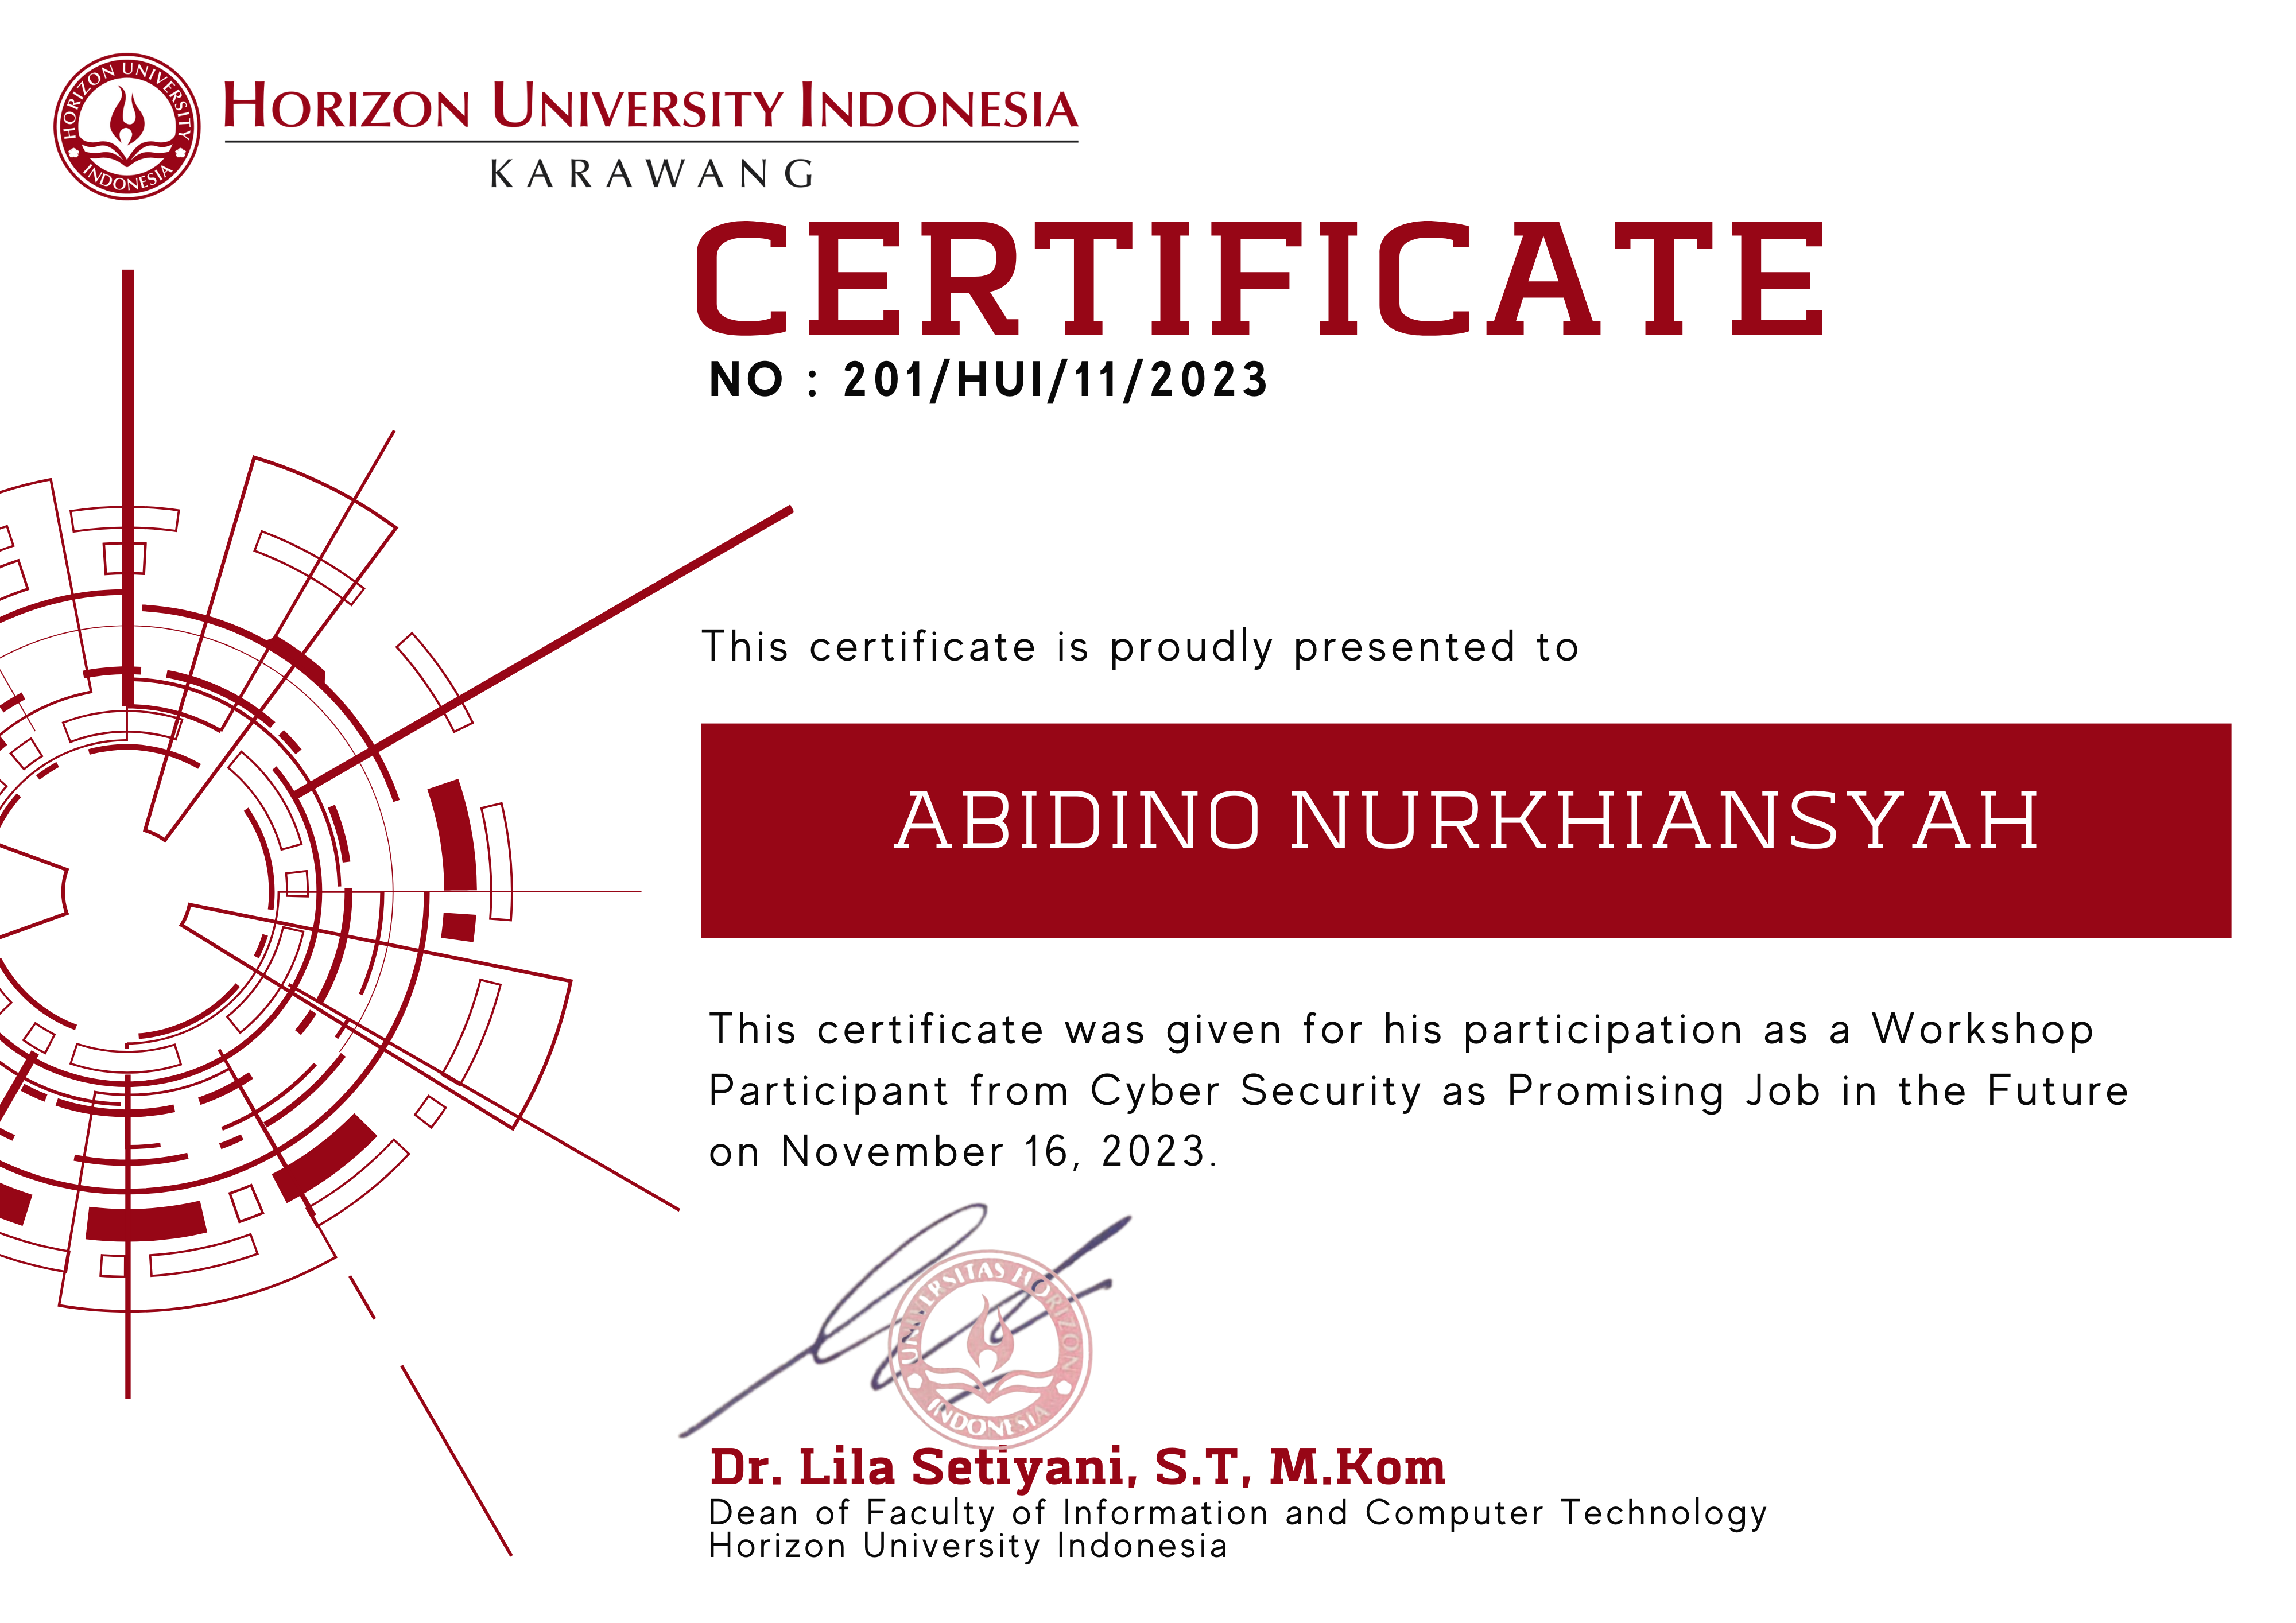 HORIZON UNIVERSITY
INDONESIA
HORIZON UNIVERSITY INDONESIA
KARAWANG
CERTIFICATE
NO : 201/HUI/11/2023
This certificate is proudly presented to
ABIDINO NURKHIANSYAH
This certificate was given for his participation as a Workshop
Participant from Cyber Security as Promising Job in the Future
on November 16, 2023.
UNIVERSITAS HORIZON
INDONESIA
Dr. Lila Setiyani, S.T, M.Kom
Dean of Faculty of Information and Computer Technology
Horizon University Indonesia